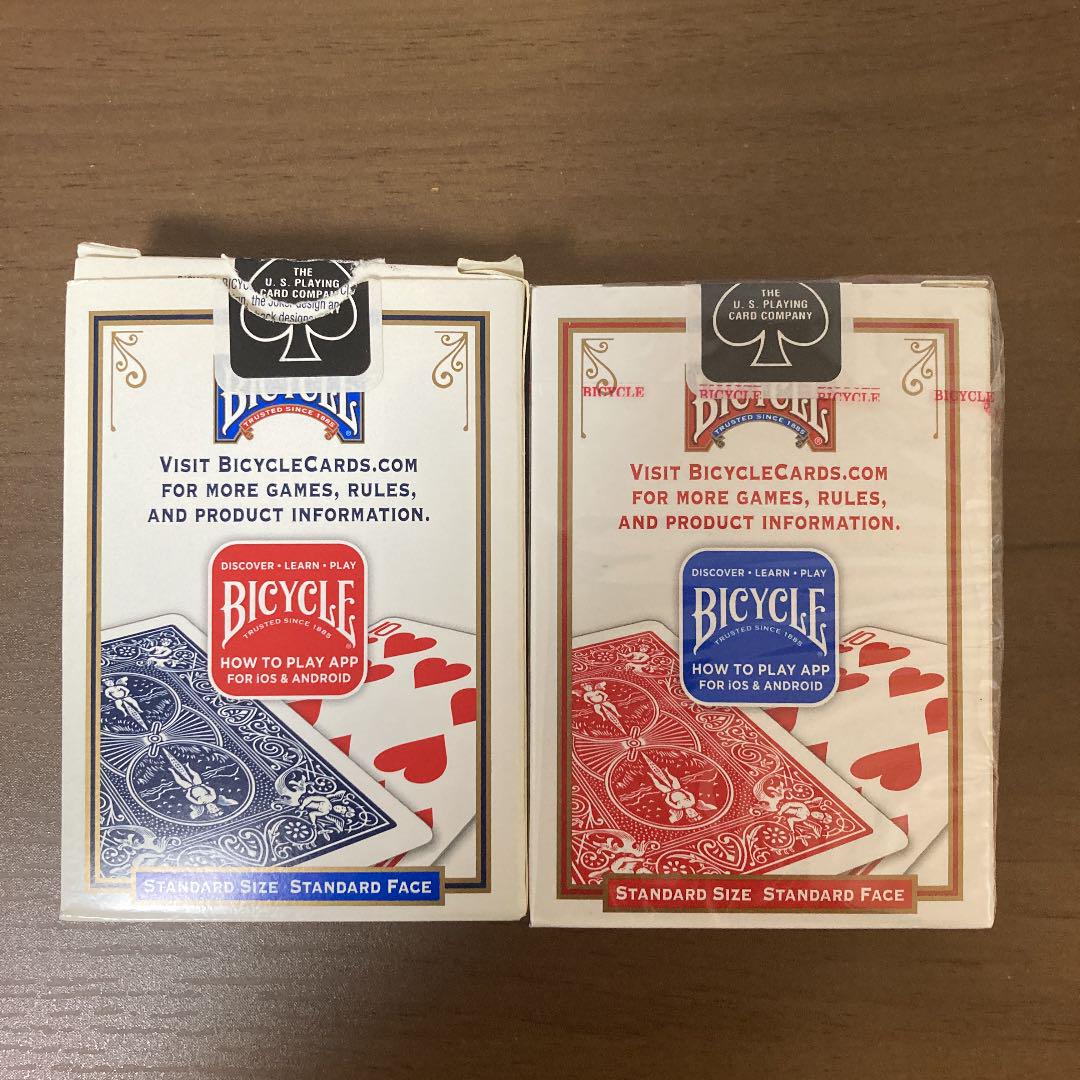 THE
U. S. PLAYING
CARD COMPANY
BICYCLE
TRUSTED SINCE 1885
®
VISIT BICYCLECARDS.COM
FOR MORE GAMES, RULES,
AND PRODUCT INFORMATION.
DISCOVER • LEARN • PLAY
BICYCLE
TRUSTED SINCE 1885
®
HOW TO PLAY APP
FOR iOS & ANDROID
10
STANDARD SIZE STANDARD FACE
THE
U. S. PLAYING
CARD COMPANY
BICYCLE BICYCLE BICYCLE BICYCLE
BICYCLE
TRUSTED SINCE 1885
®
VISIT BICYCLECARDS.COM
FOR MORE GAMES, RULES,
AND PRODUCT INFORMATION.
DISCOVER • LEARN • PLAY
BICYCLE
TRUSTED SINCE 1885
®
HOW TO PLAY APP
FOR iOS & ANDROID
10
STANDARD SIZE STANDARD FACE